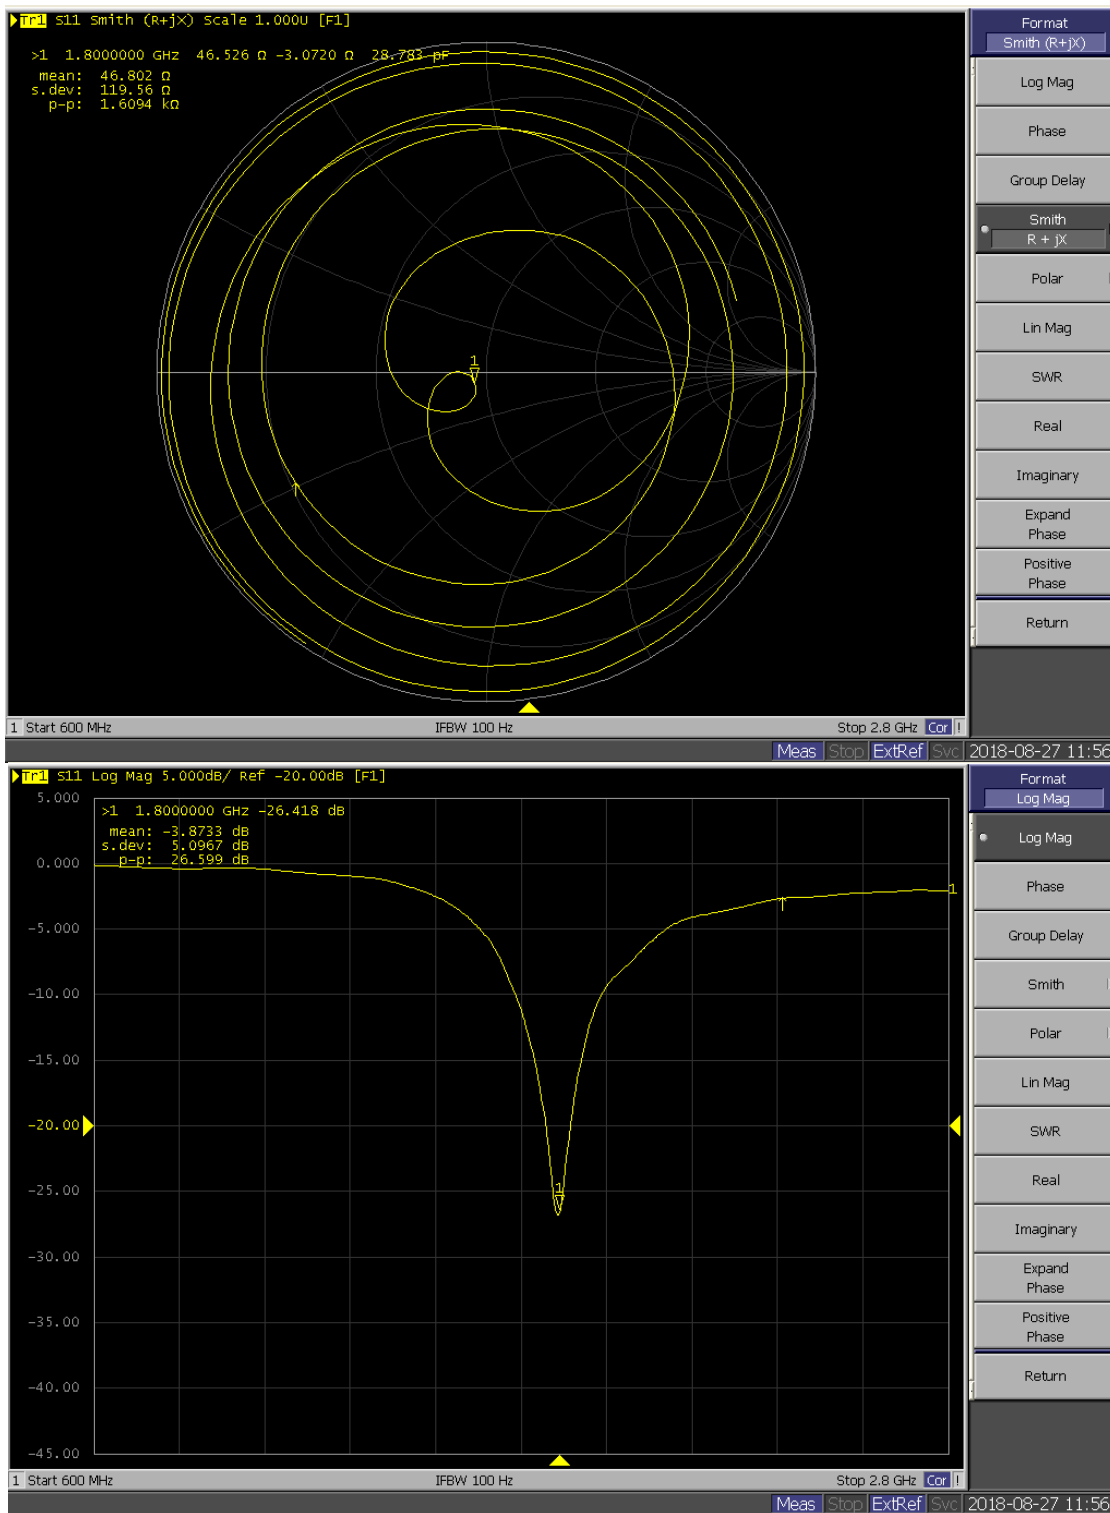 Tr1 S11 Smith (R+jX) Scale 1.000U [F1]
>1 1.8000000 GHz 46.526 Ω -3.0720 Ω 28.783 pF
mean: 46.802 Ω
s.dev: 119.56 Ω
p-p: 1.6094 kΩ
1
1 Start 600 MHz IFBW 100 Hz Stop 2.8 GHz Cor !
Meas Stop ExtRef Svc 2018-08-27 11:56
Format
Smith (R+jX)
Log Mag
Phase
Group Delay
Smith
R + jX
Polar
Lin Mag
SWR
Real
Imaginary
Expand
Phase
Positive
Phase
Return
Tr1 S11 Log Mag 5.000dB/ Ref -20.00dB [F1]
>1 1.8000000 GHz -26.418 dB
mean: -3.8733 dB
s.dev: 5.0967 dB
p-p: 26.599 dB
5.000
0.000
-5.000
-10.00
-15.00
-20.00
-25.00
-30.00
-35.00
-40.00
-45.00
1
1
1 Start 600 MHz IFBW 100 Hz Stop 2.8 GHz Cor !
Meas Stop ExtRef Svc 2018-08-27 11:56
Format
Log Mag
Log Mag
Phase
Group Delay
Smith
Polar
Lin Mag
SWR
Real
Imaginary
Expand
Phase
Positive
Phase
Return